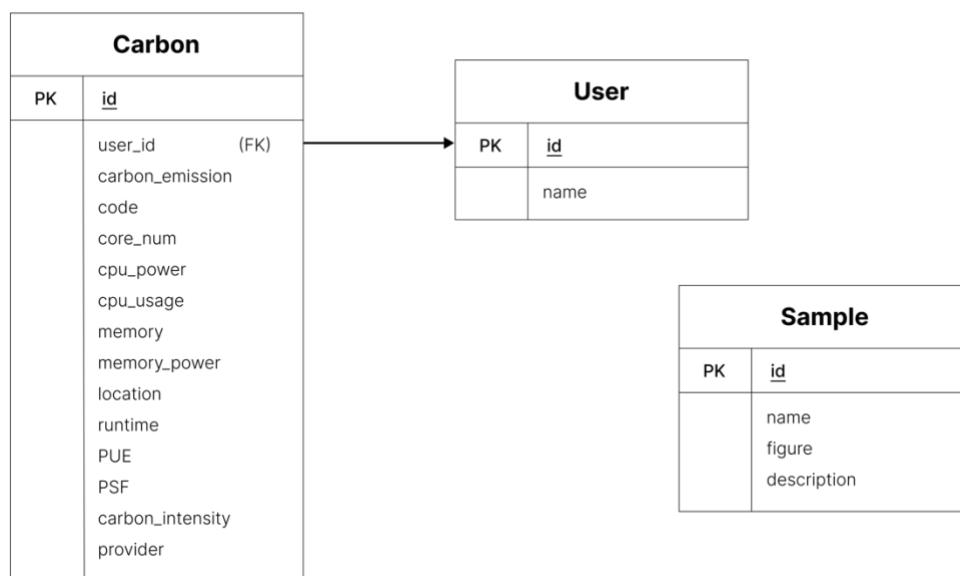 Carbon
PK id
user_id (FK)
carbon_emission
code
core_num
cpu_power
cpu_usage
memory
memory_power
location
runtime
PUE
PSF
carbon_intensity
provider
User
PK id
name
Sample
PK id
name
figure
description